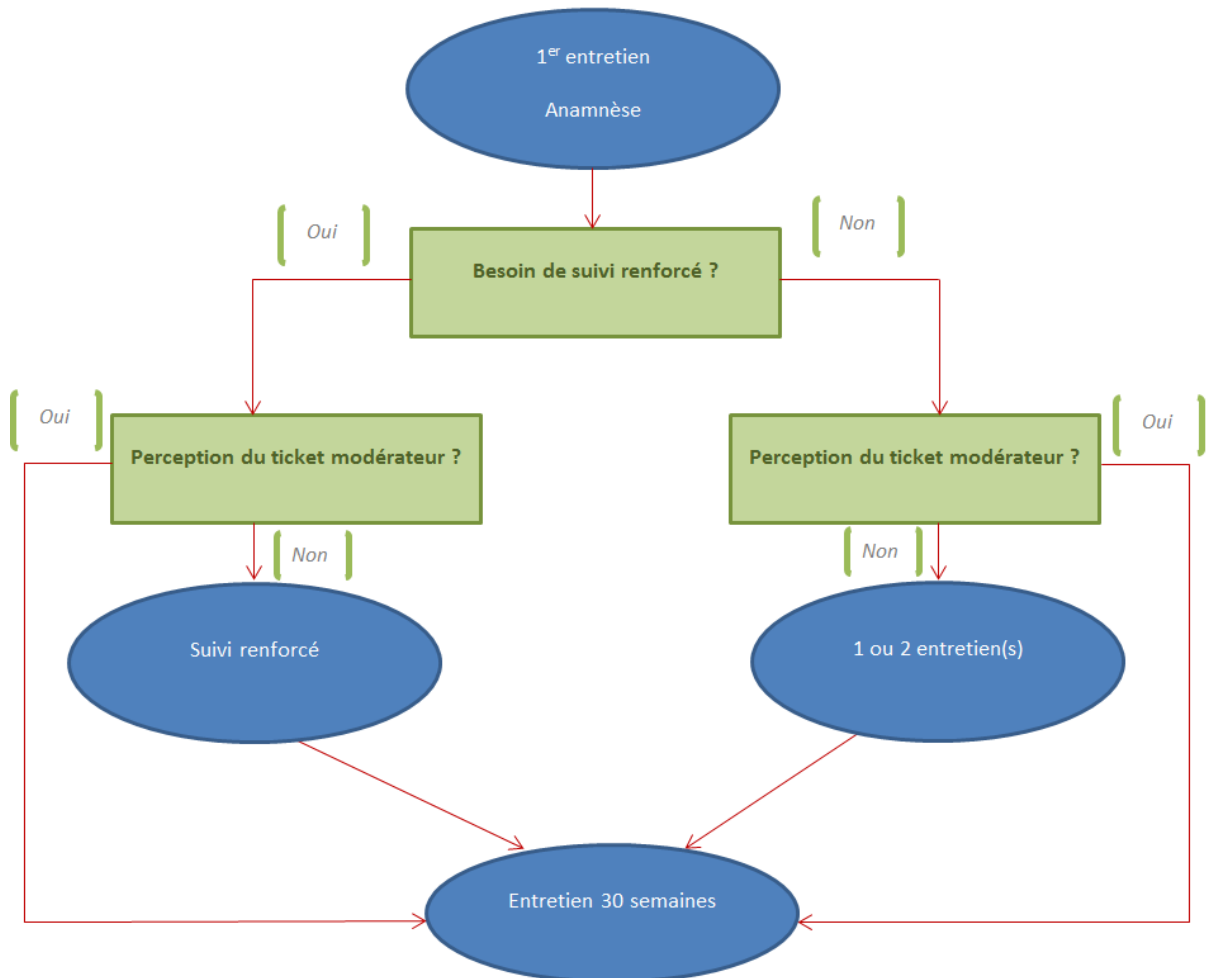 1er entretien
Anamnèse
Oui
Non
Besoin de suivi renforcé ?
Oui
Oui
Perception du ticket modérateur ?
Perception du ticket modérateur ?
Non
Non
Suivi renforcé
1 ou 2 entretien(s)
Entretien 30 semaines